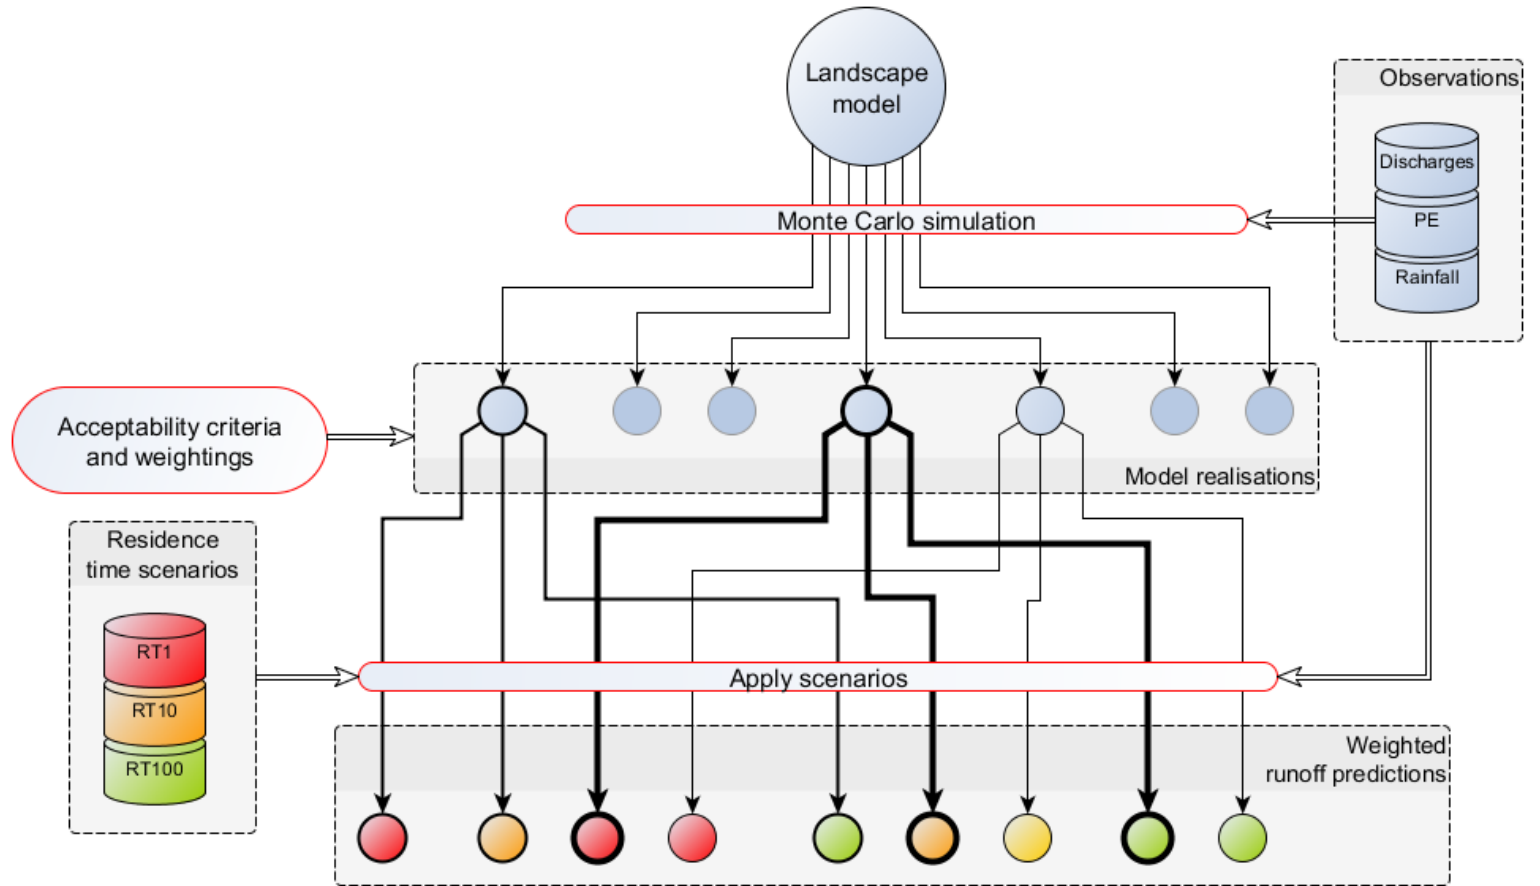 Landscape
model
Observations
Discharges
PE
Rainfall
Monte Carlo simulation
Acceptability criteria
and weightings
Model realisations
Residence
time scenarios
RT1
RT10
RT100
Apply scenarios
Weighted
runoff predictions